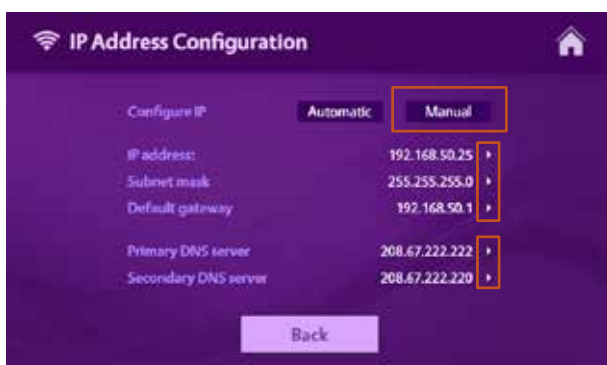 IP Address Configuration
Configure IP Automatic Manual
IP address: 192.168.50.25
Subnet mask 255.255.255.0
Default gateway 192.168.50.1
Primary DNS server 208.67.222.222
Secondary DNS server 208.67.222.220
Back